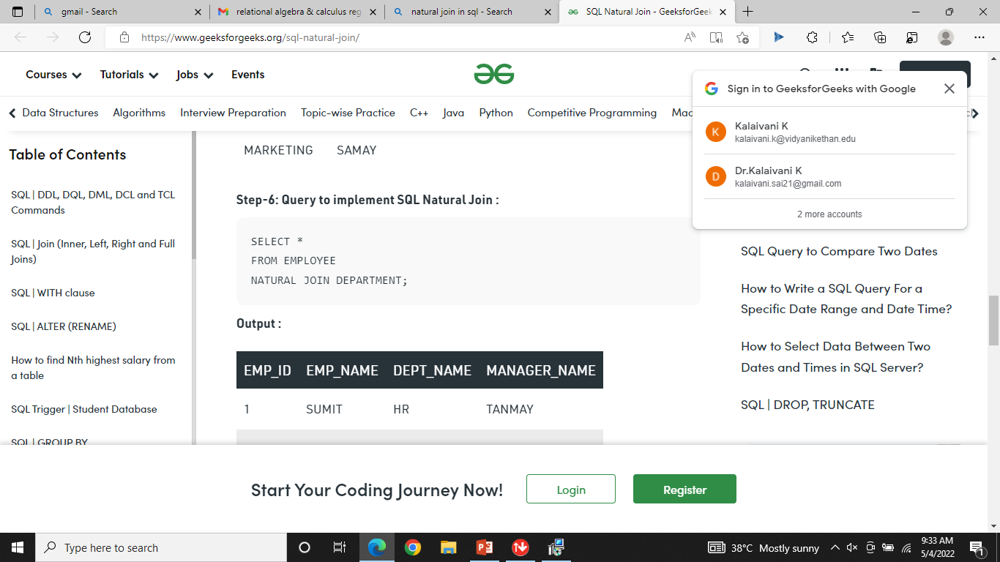 gmail - Search
relational algebra & calculus reg
natural join in sql - Search
SQL Natural Join - GeeksforGeek
https://www.geeksforgeeks.org/sql-natural-join/
Courses
Tutorials
Jobs
Events
Sign in to GeeksforGeeks with Google
K
Kalaivani K
kalaivani.k@vidyanikethan.edu
D
Dr.Kalaivani K
kalaivani.sai21@gmail.com
2 more accounts
Data Structures
Algorithms
Interview Preparation
Topic-wise Practice
C++
Java
Python
Competitive Programming
Mac
Table of Contents
SQL | DDL, DQL, DML, DCL and TCL
Commands
SQL | Join (Inner, Left, Right and Full
Joins)
SQL | WITH clause
SQL | ALTER (RENAME)
How to find Nth highest salary from
a table
SQL Trigger | Student Database
SQL | GROUP BY
MARKETING SAMAY
Step-6: Query to implement SQL Natural Join :
SELECT *
FROM EMPLOYEE
NATURAL JOIN DEPARTMENT;
Output :
EMP_ID EMP_NAME DEPT_NAME MANAGER_NAME
1 SUMIT HR TANMAY
SQL Query to Compare Two Dates
How to Write a SQL Query For a
Specific Date Range and Date Time?
How to Select Data Between Two
Dates and Times in SQL Server?
SQL | DROP, TRUNCATE
Start Your Coding Journey Now!
Login
Register
Type here to search
38°C Mostly sunny
9:33 AM
5/4/2022
1